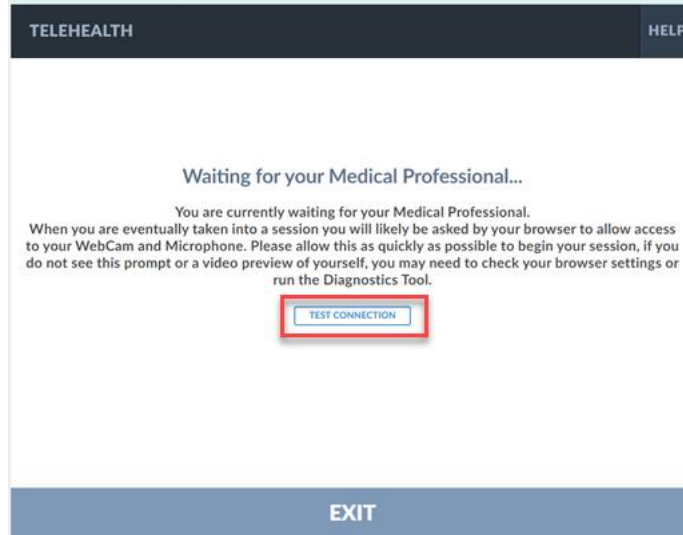 TELEHEALTH
HELP
Waiting for your Medical Professional...
You are currently waiting for your Medical Professional.
When you are eventually taken into a session you will likely be asked by your browser to allow access
to your WebCam and Microphone. Please allow this as quickly as possible to begin your session, if you
do not see this prompt or a video preview of yourself, you may need to check your browser settings or
run the Diagnostics Tool.
TEST CONNECTION
EXIT